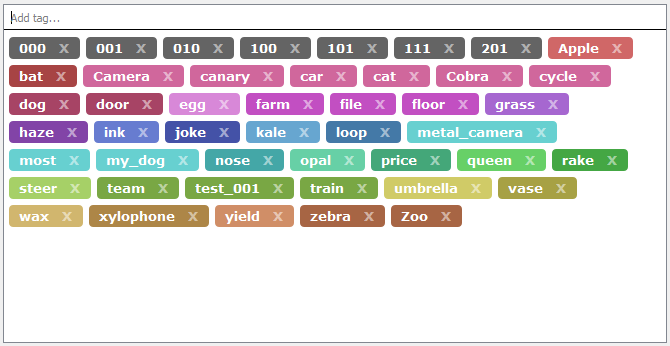 Add tag...
000 X 001 X 010 X 100 X 101 X 111 X 201 X Apple X
bat X Camera X canary X car X cat X Cobra X Cycle X
dog X door X egg X farm X file X floor X grass X
haze X ink X joke X kale X loop X metal_camera X
most X my_dog X nose X opal X price X queen X rake X
steer X team X test_001 X train X umbrella X vase X
wax X xylophone X yield X zebra X Zoo X